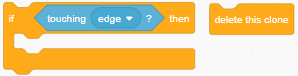 if touching edge ? then
delete this clone